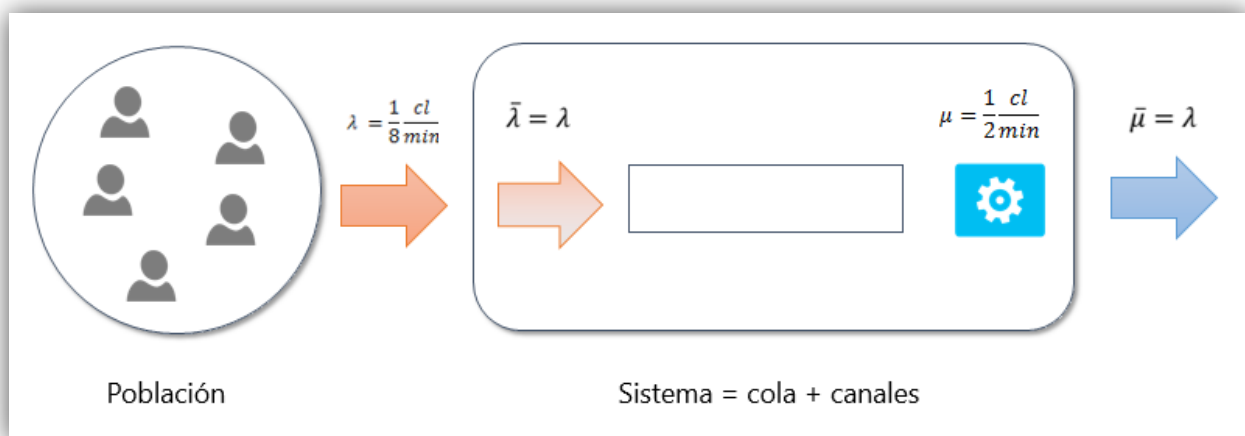 λ = 1/8 cl/min
λ̄ = λ
μ = 1/2 cl/min
μ̄ = λ
Población
Sistema = cola + canales